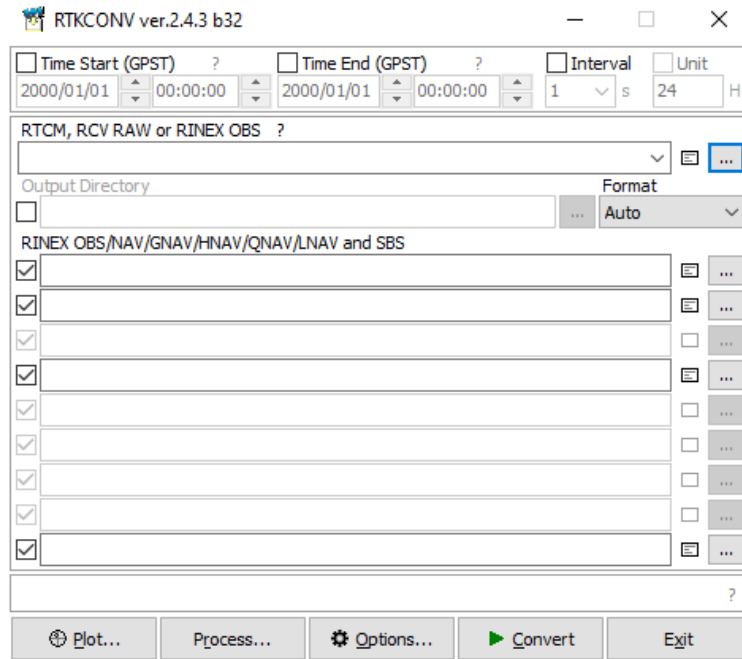 RTKCONV ver.2.4.3 b32
Time Start (GPST) ? Time End (GPST) ? Interval Unit
2000/01/01 00:00:00 2000/01/01 00:00:00 1 s 24 H
RTCM, RCV RAW or RINEX OBS ?
...
Output Directory Format
... Auto
RINEX OBS/NAV/GNAV/HNAV/QNAV/LNAV and SBS
...
...
...
...
...
...
...
...
...
?
Plot... Process... Options... Convert Exit